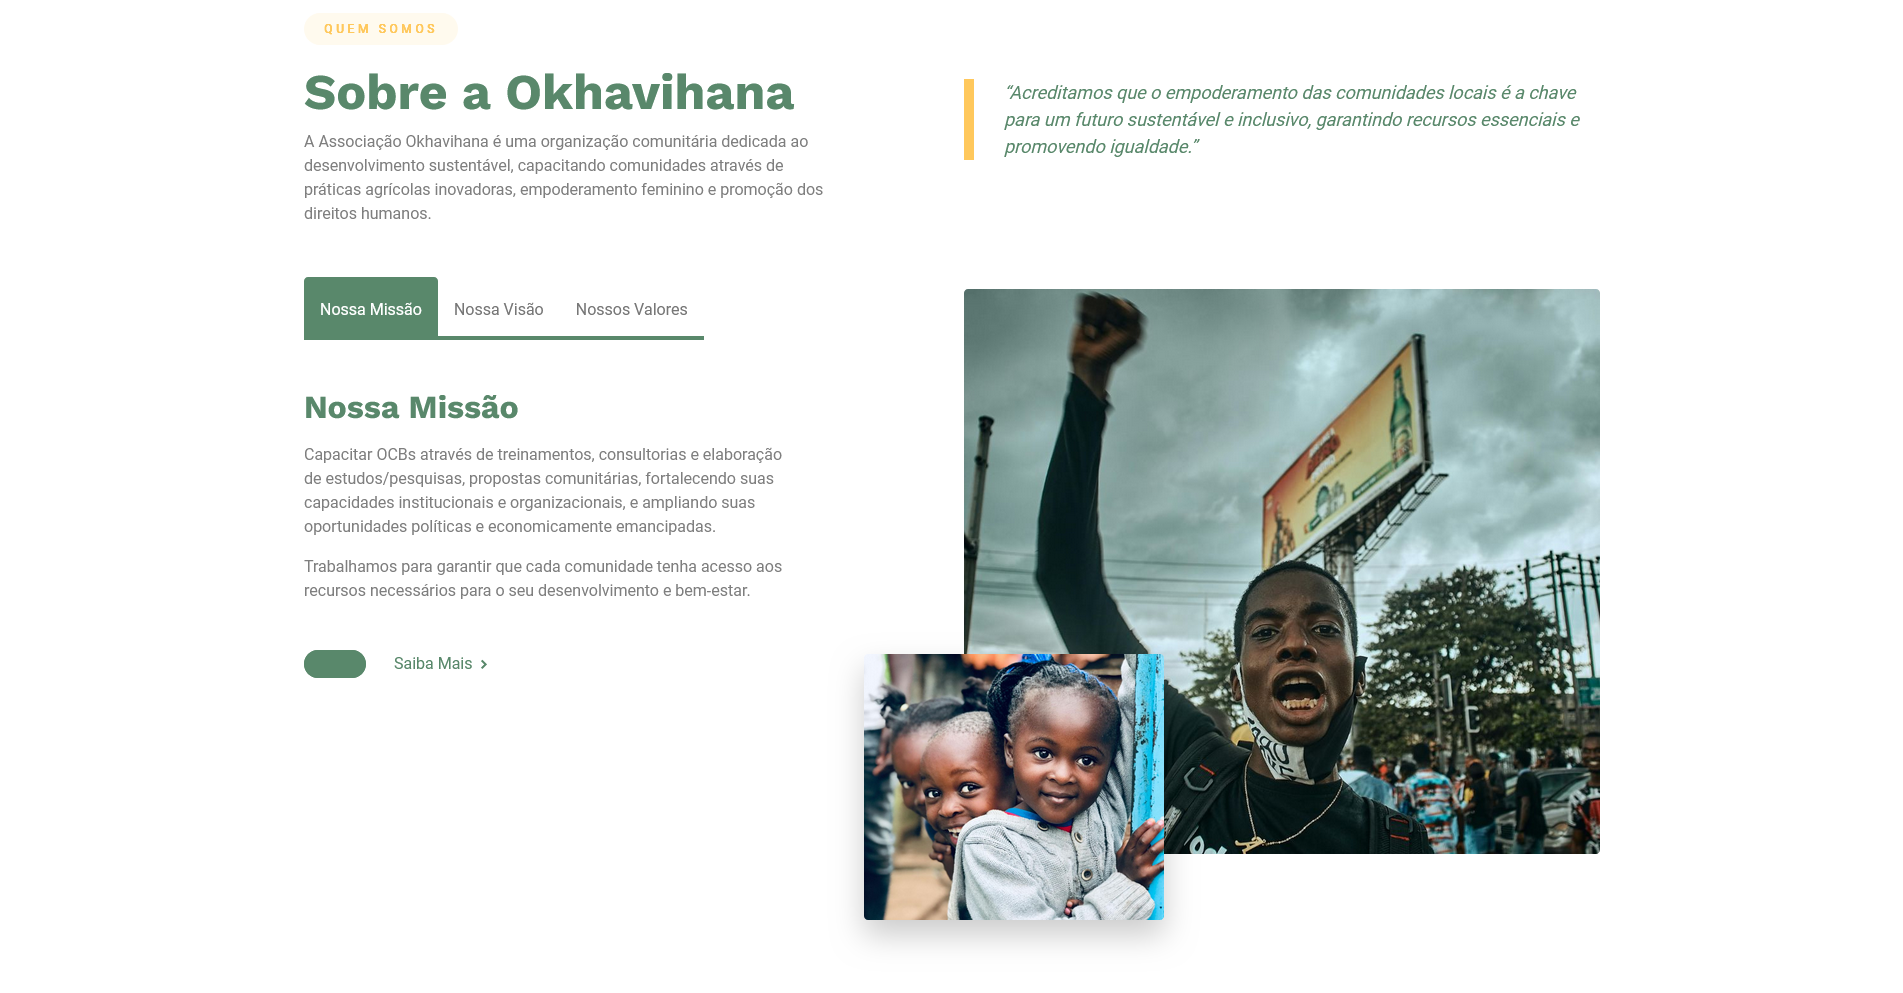 QUEM SOMOS
Sobre a Okhavihana
A Associação Okhavihana é uma organização comunitária dedicada ao
desenvolvimento sustentável, capacitando comunidades através de
práticas agrícolas inovadoras, empoderamento feminino e promoção dos
direitos humanos.
“Acreditamos que o empoderamento das comunidades locais é a chave
para um futuro sustentável e inclusivo, garantindo recursos essenciais e
promovendo igualdade.”
Nossa Missão
Nossa Visão
Nossos Valores
Nossa Missão
Capacitar OCBs através de treinamentos, consultorias e elaboração
de estudos/pesquisas, propostas comunitárias, fortalecendo suas
capacidades institucionais e organizacionais, e ampliando suas
oportunidades políticas e economicamente emancipadas.
Trabalhamos para garantir que cada comunidade tenha acesso aos
recursos necessários para o seu desenvolvimento e bem-estar.
Saiba Mais